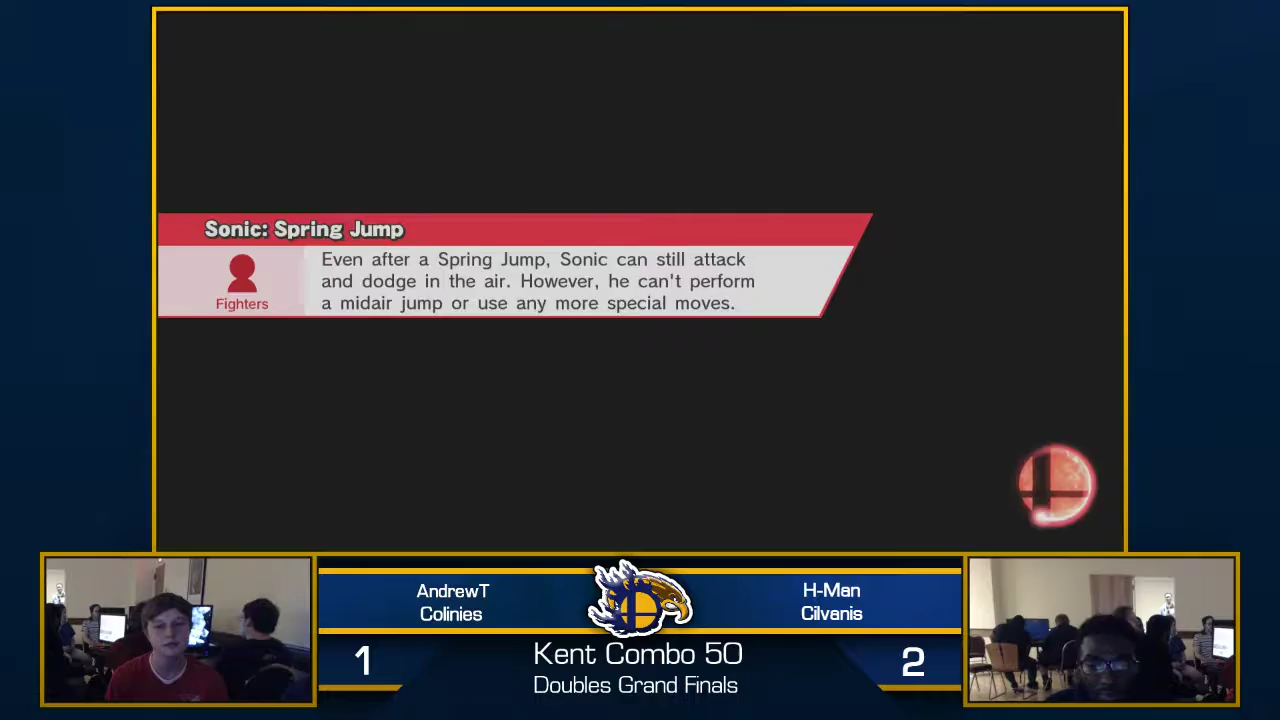 Sonic: Spring Jump
Fighters
Even after a Spring Jump, Sonic can still attack
and dodge in the air. However, he can't perform
a midair jump or use any more special moves.
AndrewT
Colinies
H-Man
Cilvanis
1
Kent Combo 50
2
Doubles Grand Finals